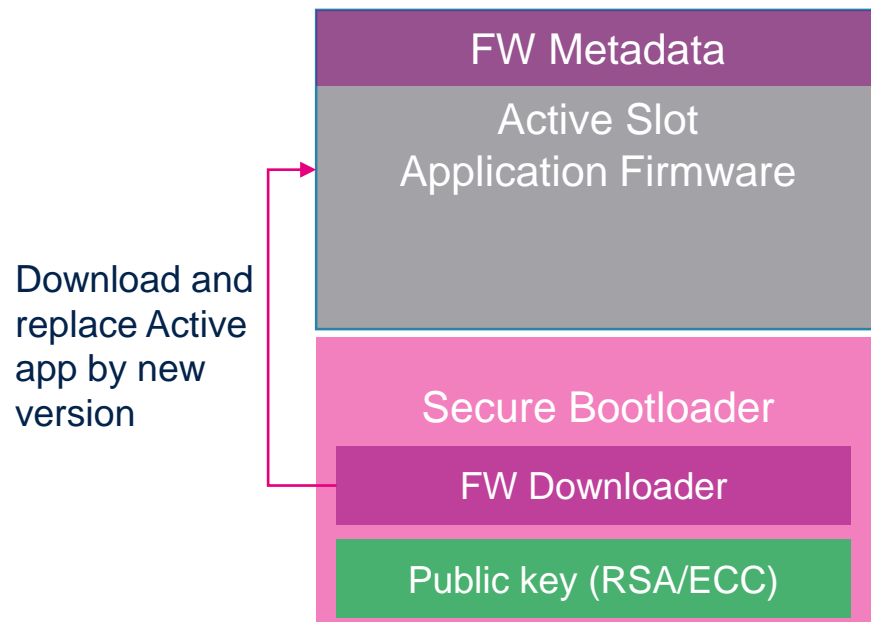 FW Metadata
Active Slot
Application Firmware
Download and
replace Active
app by new
version
Secure Bootloader
FW Downloader
Public key (RSA/ECC)